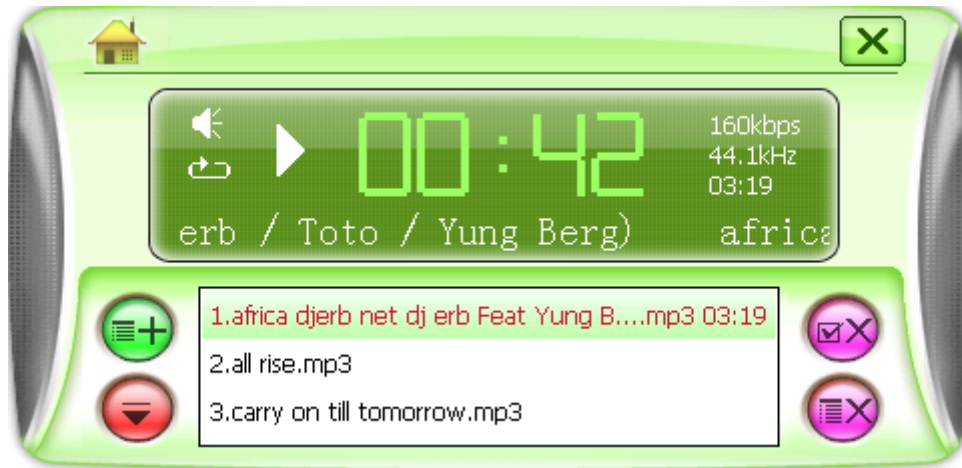 00:42
160kbps
44.1kHz
03:19
erb / Toto / Yung Berg) africa
1.africa djerb net dj erb Feat Yung B....mp3 03:19
2.all rise.mp3
3.carry on till tomorrow.mp3